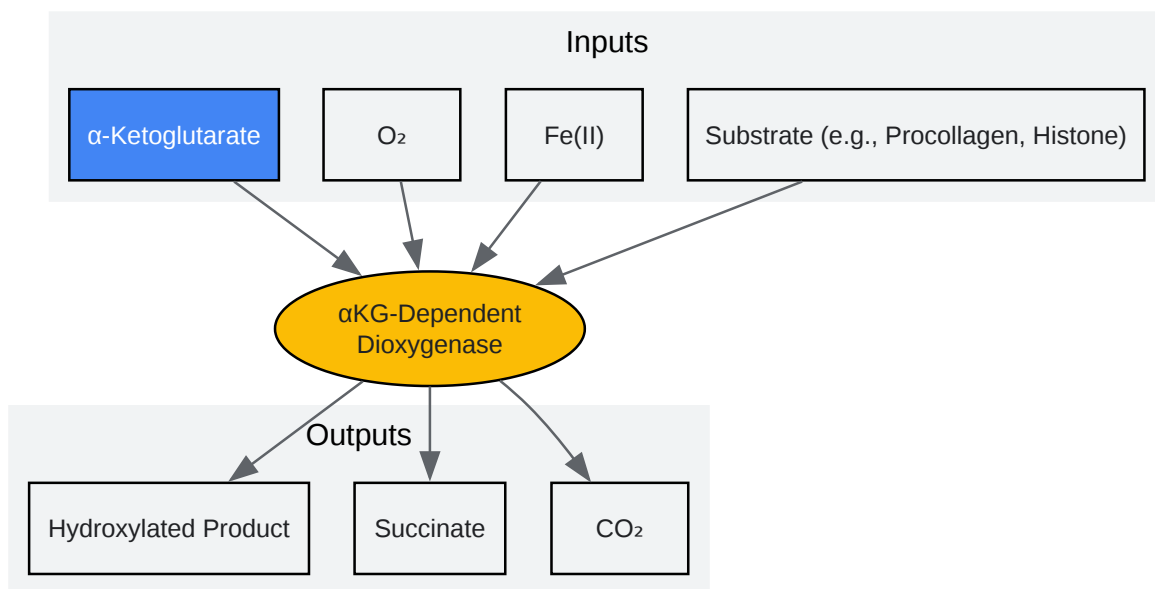 Inputs
α-Ketoglutarate
O₂
Fe(II)
Substrate (e.g., Procollagen, Histone)
αKG-Dependent
Dioxygenase
Outputs
Hydroxylated Product
Succinate
CO₂